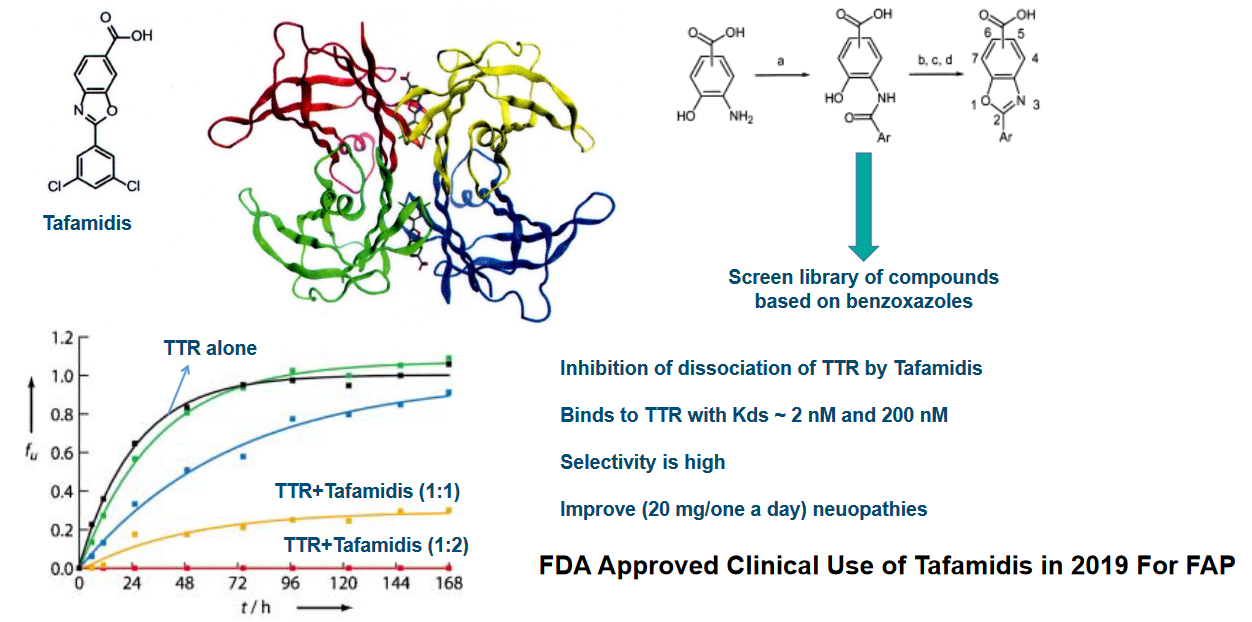 O
OH
N
O
Cl
Cl
Tafamidis
O
OH
HO
NH2
a
O
OH
HO
NH
O
Ar
b, c, d
O
OH
6
5
7
4
1
O
N
3
2
Ar
Screen library of compounds
based on benzoxazoles
1.2
1.0
0.8
0.6
0.4
0.2
0.0
fu
TTR alone
TTR+Tafamidis (1:1)
TTR+Tafamidis (1:2)
0 24 48 72 96 120 144 168
t / h
Inhibition of dissociation of TTR by Tafamidis
Binds to TTR with Kds ~ 2 nM and 200 nM
Selectivity is high
Improve (20 mg/one a day) neuopathies
FDA Approved Clinical Use of Tafamidis in 2019 For FAP